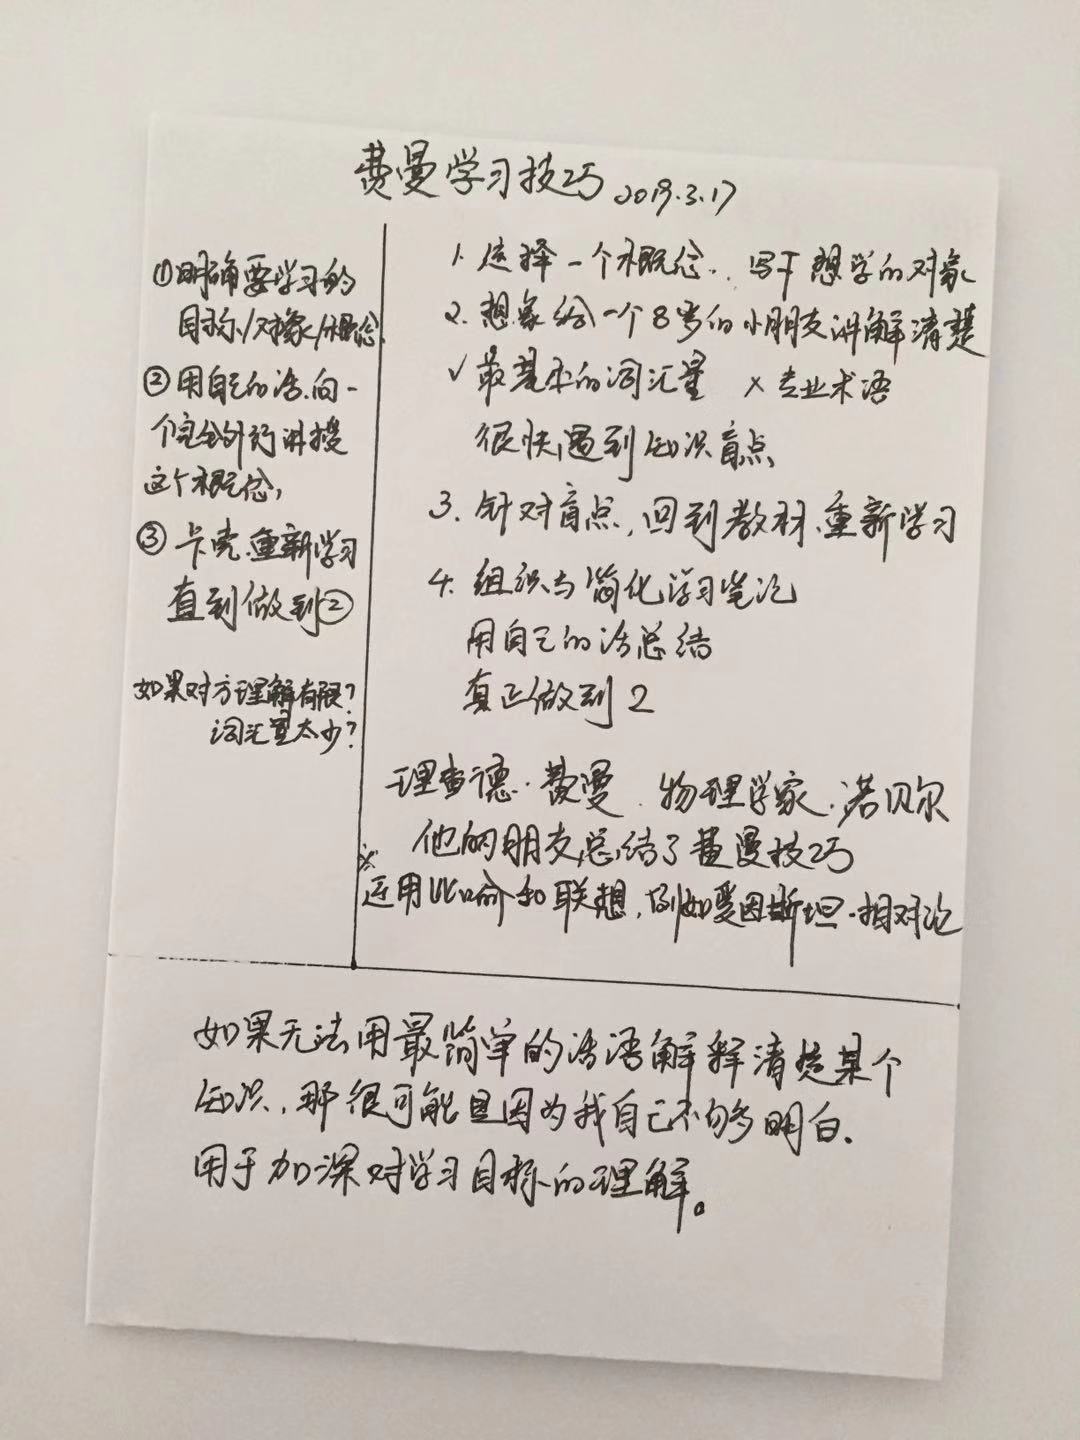 费曼学习技巧 2019.3.17
①明确要学习的
目标/对象/概念.
②用自己的话.向一
个完全外行讲授
这个概念,
③卡壳.重新学习
直到做到②
如果对方理解有限?
词汇量太少?
1.选择一个概念..写下想学的对象
2.想象给一个8岁的小朋友讲解清楚
√最基本的词汇量 ×专业术语
很快遇到知识盲点
3.针对盲点,回到教材.重新学习
4.组织与简化学习笔记
用自己的话总结
真正做到2
理查德·费曼.物理学家.诺贝尔
他的朋友总结了费曼技巧
※运用比喻和联想,例如爱因斯坦·相对论
如果无法用最简单的话语解释清楚某个
知识,那很可能是因为我自己不够明白.
用于加深对学习目标的理解。